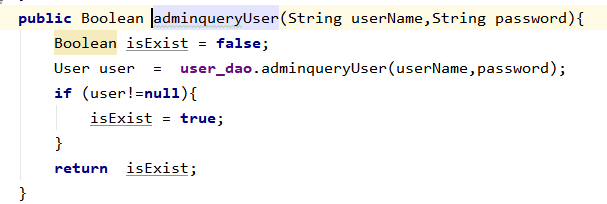 public Boolean adminqueryUser(String userName,String password){
Boolean isExist = false;
User user  =  user_dao.adminqueryUser(userName,password);
if (user!=null){
isExist = true;
}
return  isExist;
}